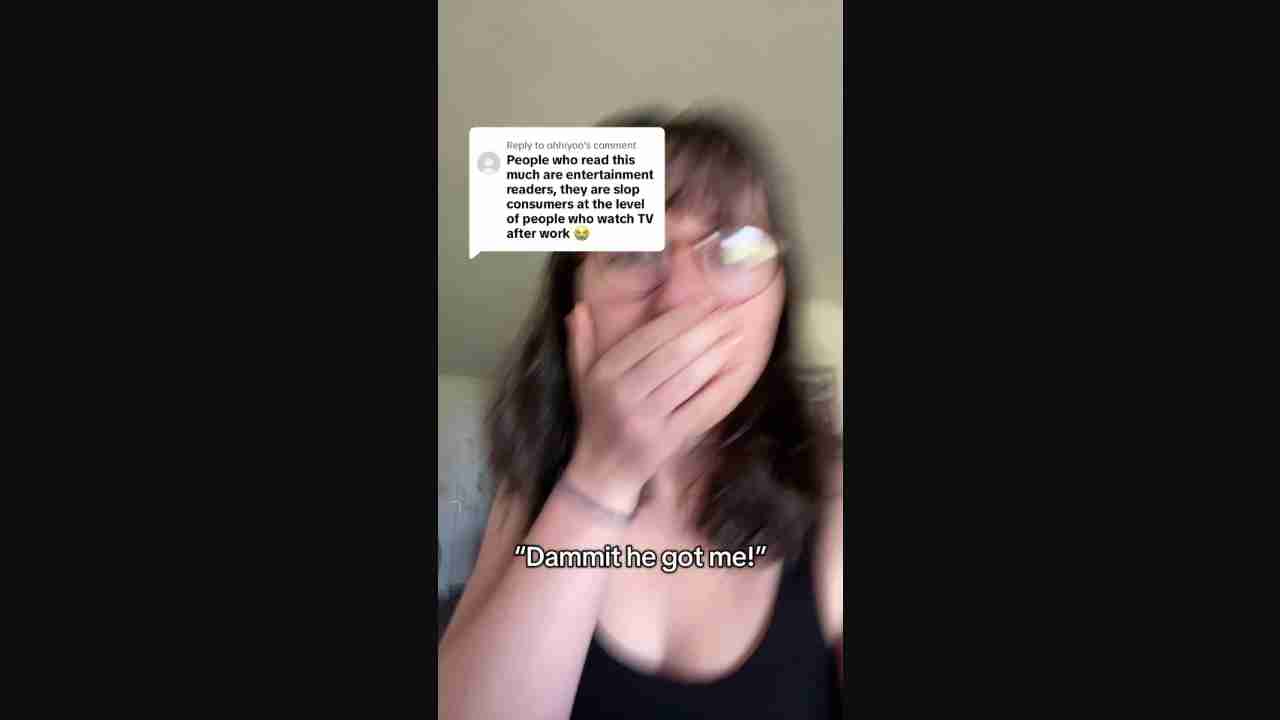 Reply to ohhiyoo's comment
People who read this
much are entertainment
readers, they are slop
consumers at the level
of people who watch TV
after work 😭
“Dammit he got me!”